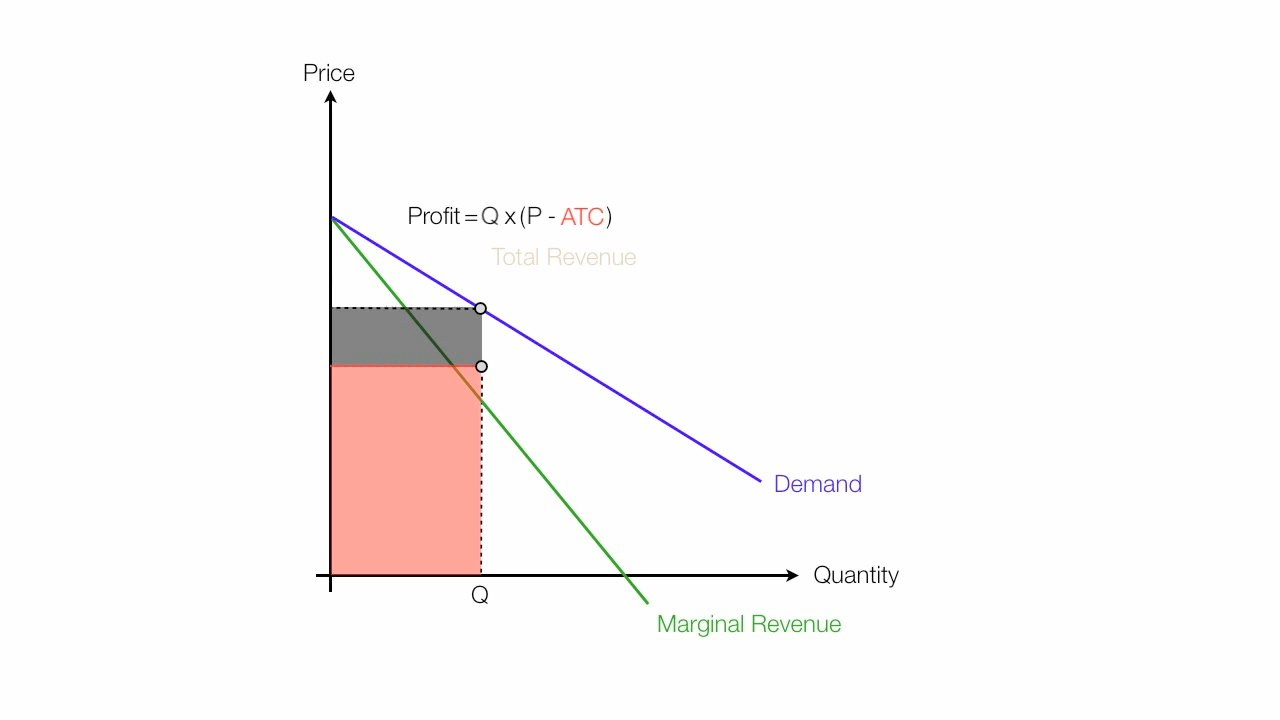 Price
Profit = Q x (P - ATC)
Total Revenue
Demand
Quantity
Q
Marginal Revenue